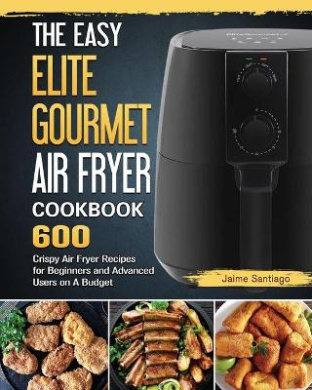 THE EASY
ELITE
GOURMET
AIR FRYER
COOKBOOK
600
Crispy Air Fryer Recipes
for Beginners and Advanced
Users on A Budget
Jaime Santiago